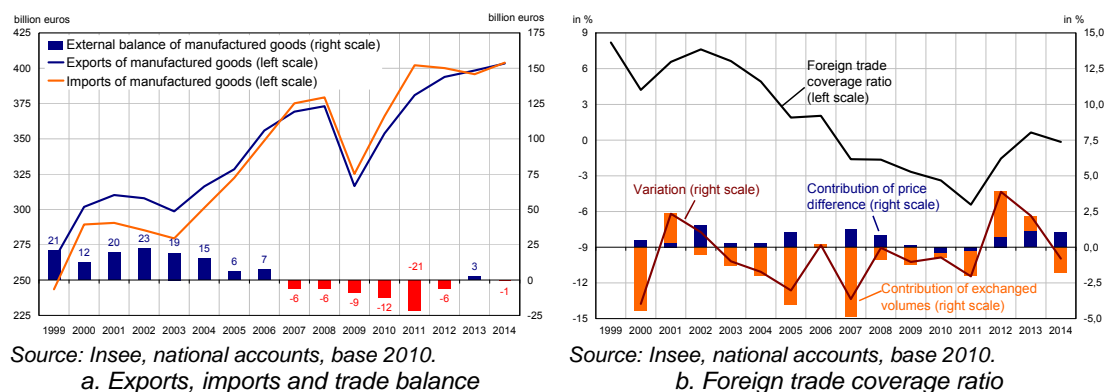 billion euros
billion euros
425
400
375
350
325
300
275
250
225
175
150
125
100
75
50
25
0
-25
External balance of manufactured goods (right scale)
Exports of manufactured goods (left scale)
Imports of manufactured goods (left scale)
21
12
20
23
19
15
6
7
-6
-6
-9
-12
-21
-6
3
-1
1999 2000 2001 2002 2003 2004 2005 2006 2007 2008 2009 2010 2011 2012 2013 2014
Source: Insee, national accounts, base 2010.
a. Exports, imports and trade balance
in %
in %
9
6
3
0
-3
-6
-9
-12
-15
15,0
12,5
10,0
7,5
5,0
2,5
0,0
-2,5
-5,0
Foreign trade
coverage ratio
(left scale)
Variation (right scale)
Contribution of price
difference (right scale)
Contribution of exchanged
volumes (right scale)
1999 2000 2001 2002 2003 2004 2005 2006 2007 2008 2009 2010 2011 2012 2013 2014
Source: Insee, national accounts, base 2010.
b. Foreign trade coverage ratio